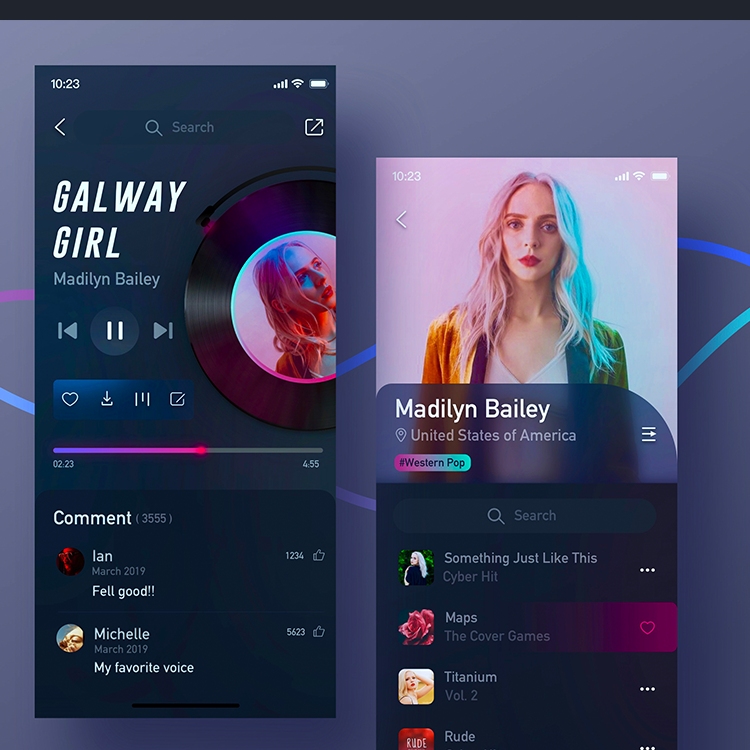 10:23
Search
GALWAY
GIRL
Madilyn Bailey
02:23
4:55
Comment ( 3555 )
Ian
1234
March 2019
Fell good!!
Michelle
5623
March 2019
My favorite voice
10:23
Madilyn Bailey
United States of America
#Western Pop
Search
Something Just Like This
Cyber Hit
Maps
The Cover Games
Titanium
Vol. 2
Rude
RUDE